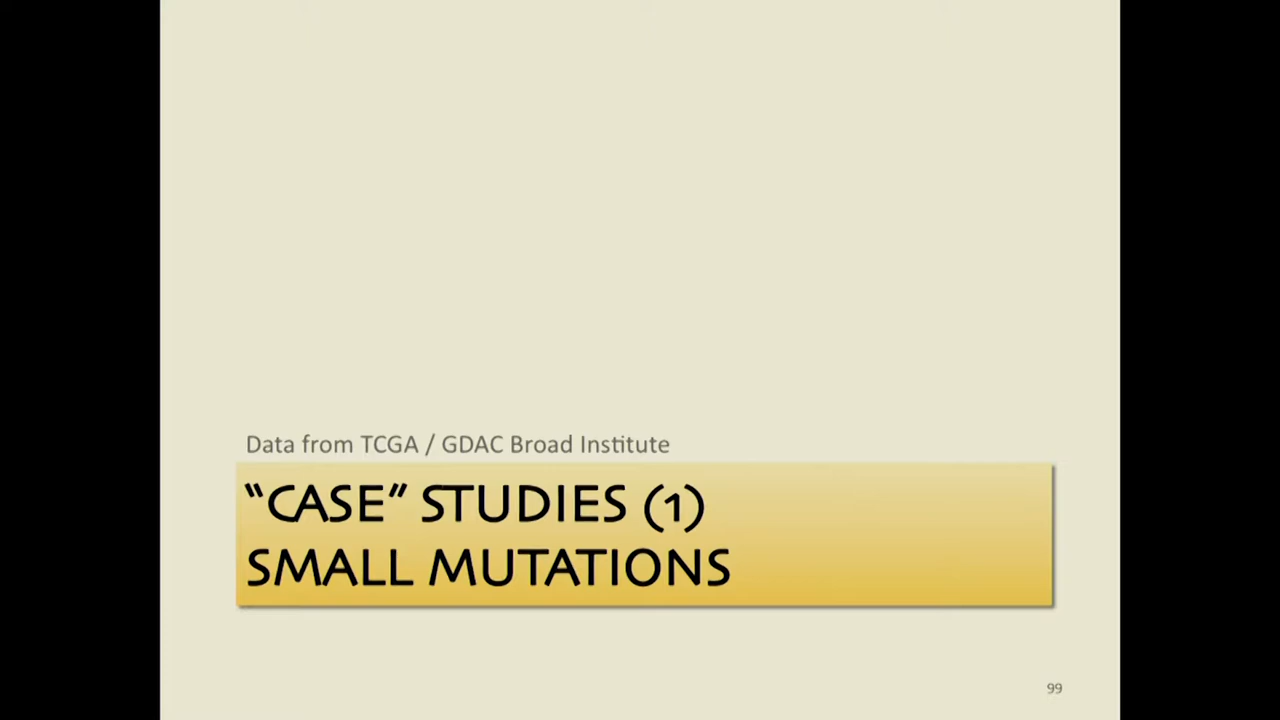 Data from TCGA / GDAC Broad Institute
“CASE” STUDIES (1)
SMALL MUTATIONS
99